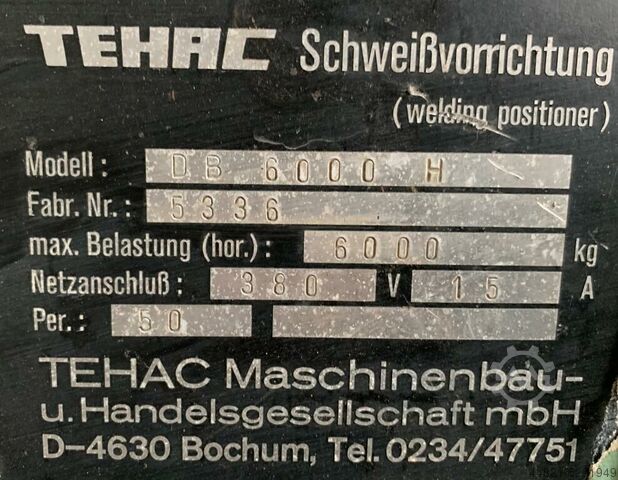 TEHAC Schweißvorrichtung
(welding positioner)
Modell: DB 6000 H
Fabr. Nr.: 5336
max. Belastung (hor.): 6000 kg
Netzanschluß: 380 V 15 A
Per.: 50
TEHAC Maschinenbau-
u. Handelsgesellschaft mbH
D-4630 Bochum, Tel. 0234/47751